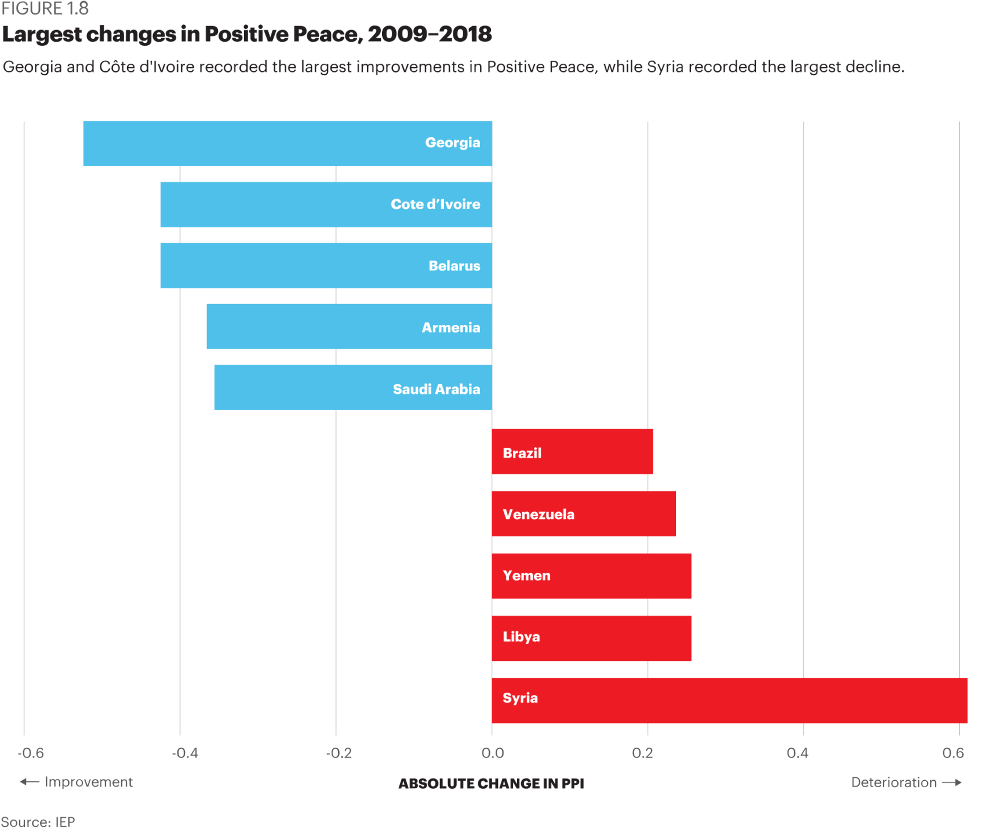 FIGURE 1.8
Largest changes in Positive Peace, 2009–2018
Georgia and Côte d'Ivoire recorded the largest improvements in Positive Peace, while Syria recorded the largest decline.
Georgia
Cote d’Ivoire
Belarus
Armenia
Saudi Arabia
Brazil
Venezuela
Yemen
Libya
Syria
-0.6 -0.4 -0.2 0.0 0.2 0.4 0.6
← Improvement ABSOLUTE CHANGE IN PPI Deterioration →
Source: IEP